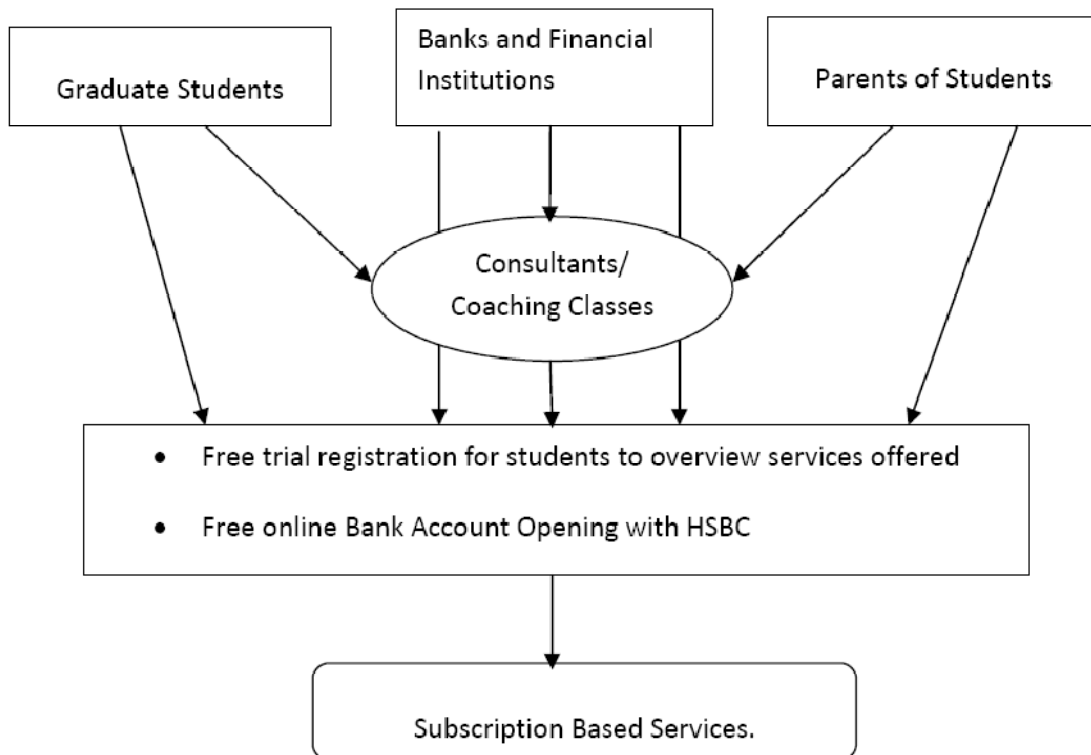 Graduate Students
Banks and Financial
Institutions
Parents of Students
Consultants/
Coaching Classes
• Free trial registration for students to overview services offered
• Free online Bank Account Opening with HSBC
Subscription Based Services.